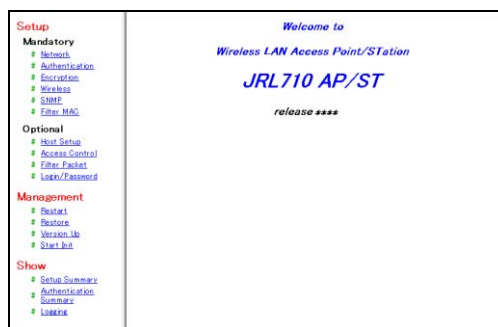 Setup
Mandatory
# Network
# Authentication
# Encryption
# Wireless
# SNMP
# Filter MAC
Optional
# Host Setup
# Access Control
# Filter Packet
# Login/Password
Management
# Restart
# Restore
# Version Up
# Start Init
Show
# Setup Summary
# Authentication
Summary
# Logging
Welcome to
Wireless LAN Access Point/STation
JRL710 AP/ST
release ****